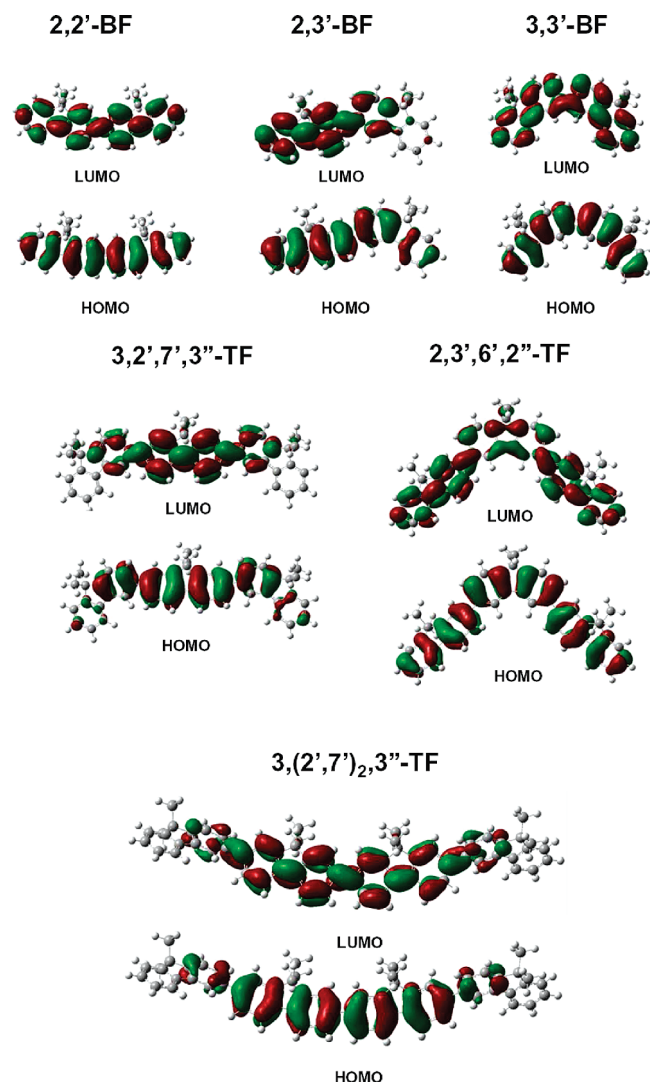 2,2'-BF 2,3'-BF 3,3'-BF
LUMO LUMO LUMO
HOMO HOMO HOMO
3,2',7',3"-TF 2,3',6',2"-TF
LUMO LUMO
HOMO HOMO
3,(2',7')₂,3"-TF
LUMO
HOMO